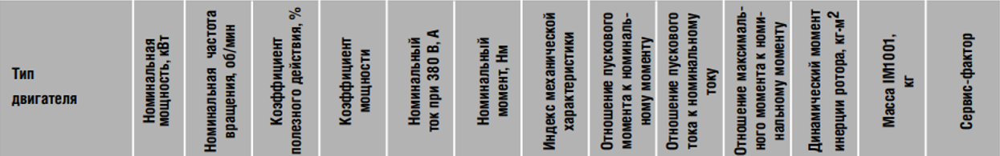 Тип
двигателя
Номинальная
мощность, кВт
Номинальная частота
вращения, об/мин
Коэффициент
полезного действия, %
Коэффициент
мощности
Номинальный
ток при 380 В, А
Номинальный
момент, Нм
Индекс механической
характеристики
Отношение пускового
момента к номиналь-
ному моменту
Отношение пускового
тока к номинальному
току
Отношение максималь-
ного момента к номи-
нальному моменту
Динамический момент
инерции ротора, кг-м²
Масса IM1001,
кг
Сервис-фактор